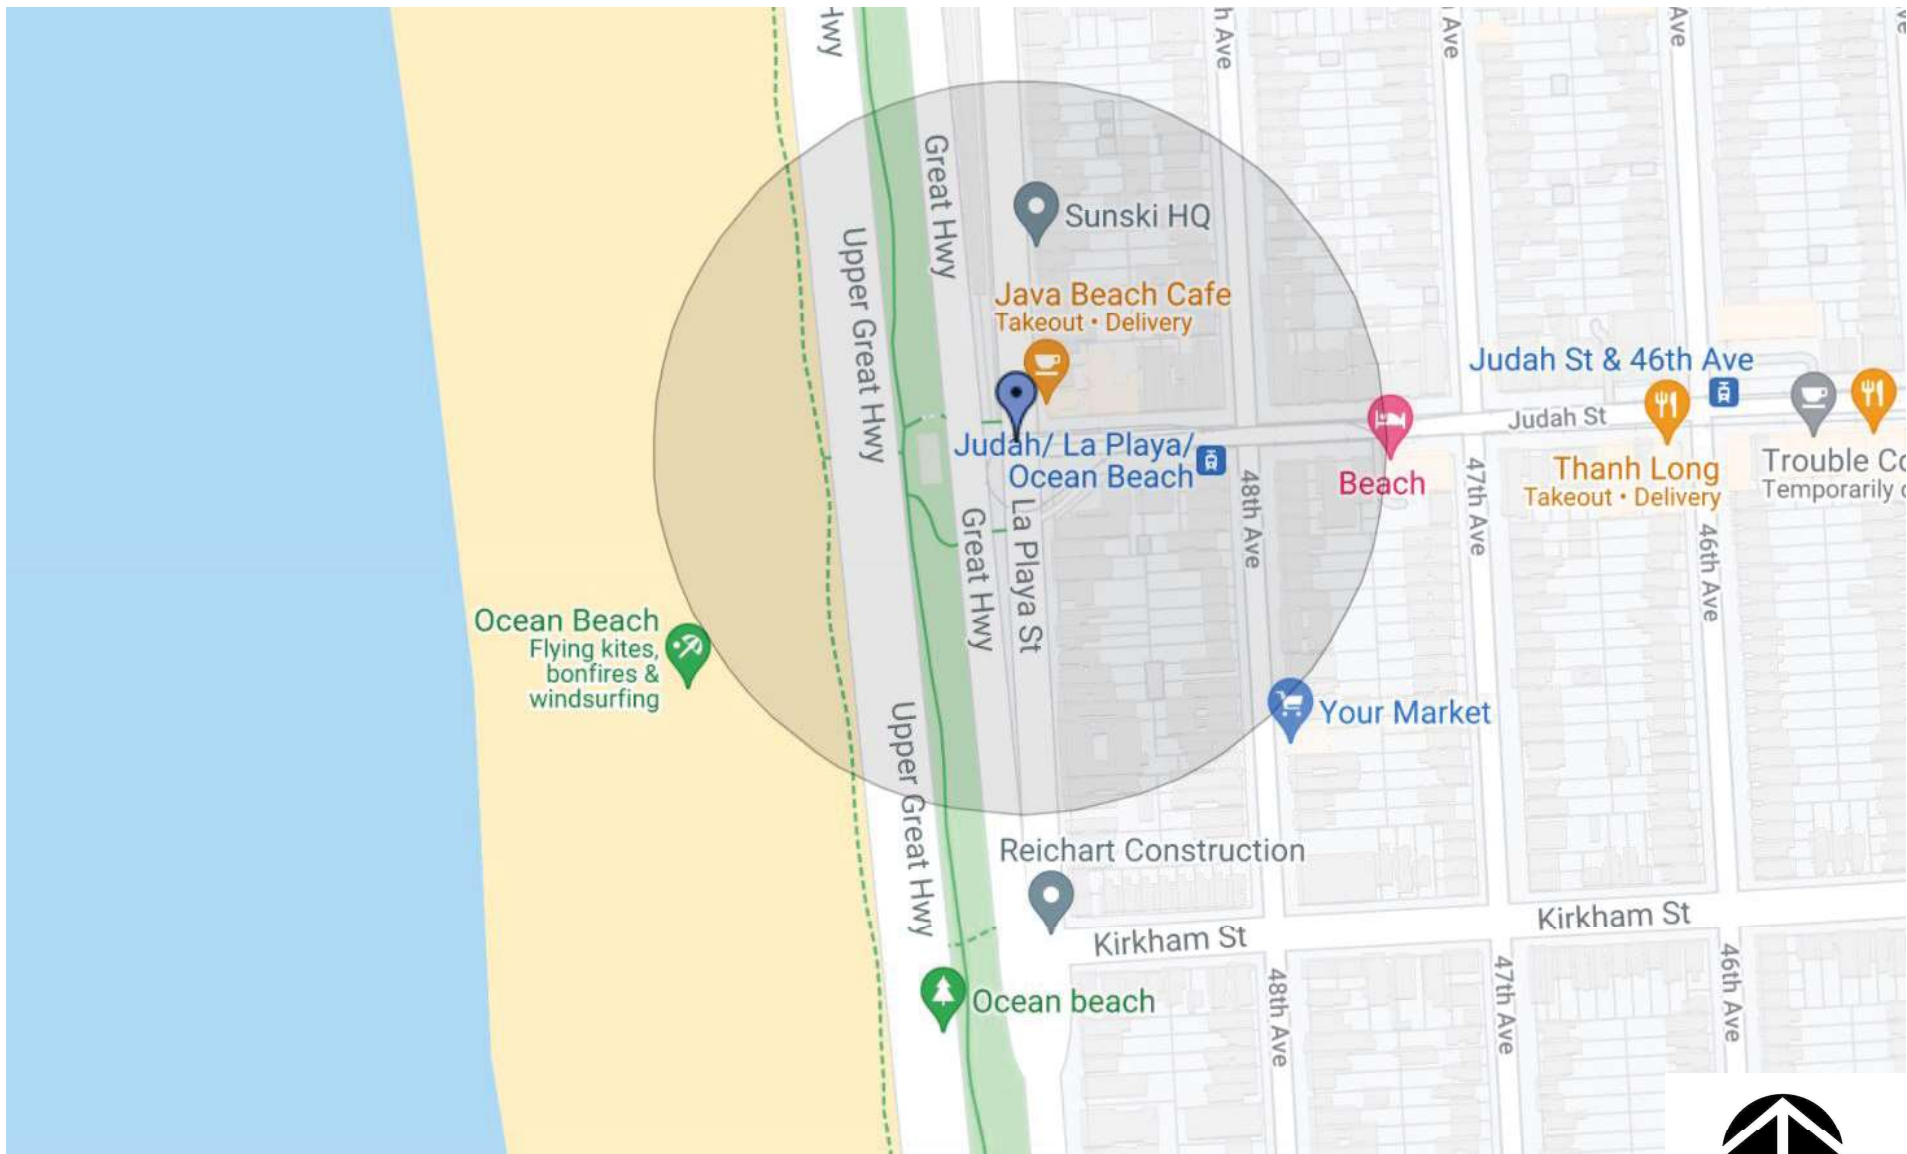 Hwy
h Ave
Ave
Ave
Great Hwy
Sunski HQ
Upper Great Hwy
Java Beach Cafe
Takeout • Delivery
Judah St & 46th Ave
Judah St
Judah/ La Playa/
Ocean Beach
Beach
Thanh Long
Takeout • Delivery
Trouble Co
Temporarily c
48th Ave
47th Ave
46th Ave
La Playa St
Great Hwy
Ocean Beach
Flying kites,
bonfires &
windsurfing
Your Market
Upper Great Hwy
Reichart Construction
Kirkham St
Kirkham St
Ocean beach
48th Ave
47th Ave
46th Ave